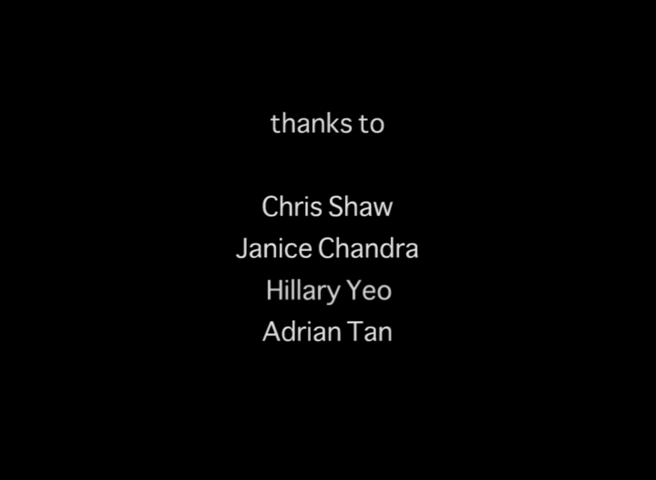 thanks to
Chris Shaw
Janice Chandra
Hillary Yeo
Adrian Tan